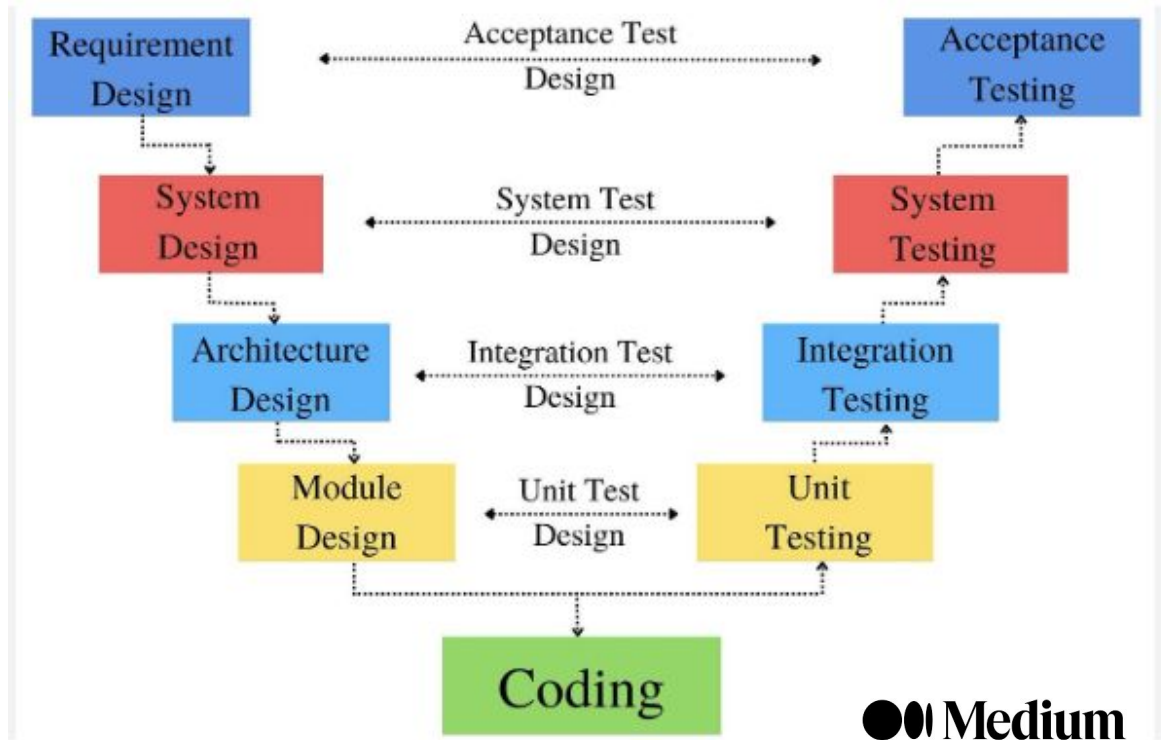 Requirement
Design
Acceptance Test
Design
Acceptance
Testing
System
Design
System Test
Design
System
Testing
Architecture
Design
Integration Test
Design
Integration
Testing
Module
Design
Unit Test
Design
Unit
Testing
Coding
Medium